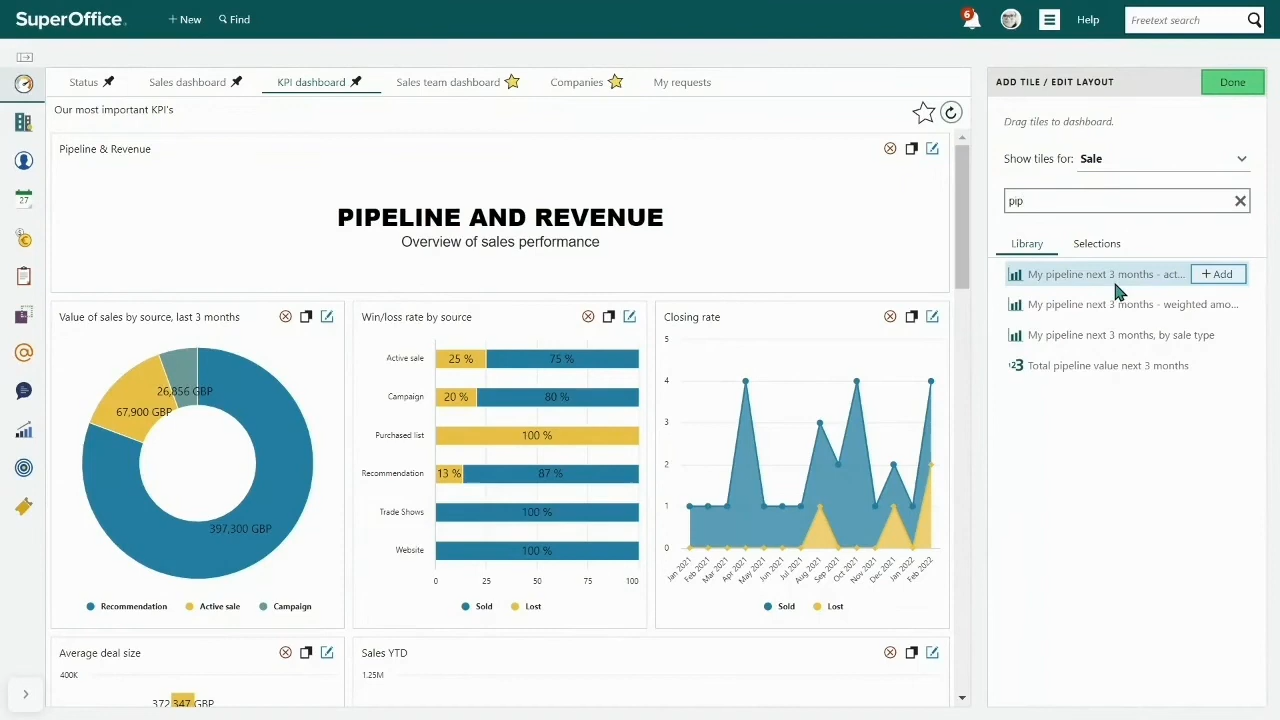 SuperOffice
+ New
Find
6
Help
Freetext search
Status
Sales dashboard
KPI dashboard
Sales team dashboard
Companies
My requests
Our most important KPI's
Pipeline & Revenue
PIPELINE AND REVENUE
Overview of sales performance
Value of sales by source, last 3 months
26,856 GBP
67,900 GBP
397,300 GBP
Recommendation
Active sale
Campaign
Win/loss rate by source
Active sale
25 %
75 %
Campaign
20 %
80 %
Purchased list
100 %
Recommendation
13 %
87 %
Trade Shows
100 %
Website
100 %
0
25
50
75
100
Sold
Lost
Closing rate
5
4
3
2
1
0
Jan 2021
Feb 2021
Mar 2021
Apr 2021
May 2021
Jun 2021
Jul 2021
Aug 2021
Sep 2021
Oct 2021
Nov 2021
Dec 2021
Jan 2022
Feb 2022
Sold
Lost
Average deal size
400K
372,347 GBP
Sales YTD
1.25M
27
ADD TILE / EDIT LAYOUT
Done
Drag tiles to dashboard.
Show tiles for: Sale
pip
Library
Selections
My pipeline next 3 months - act...
+ Add
My pipeline next 3 months - weighted amo...
My pipeline next 3 months, by sale type
123 Total pipeline value next 3 months